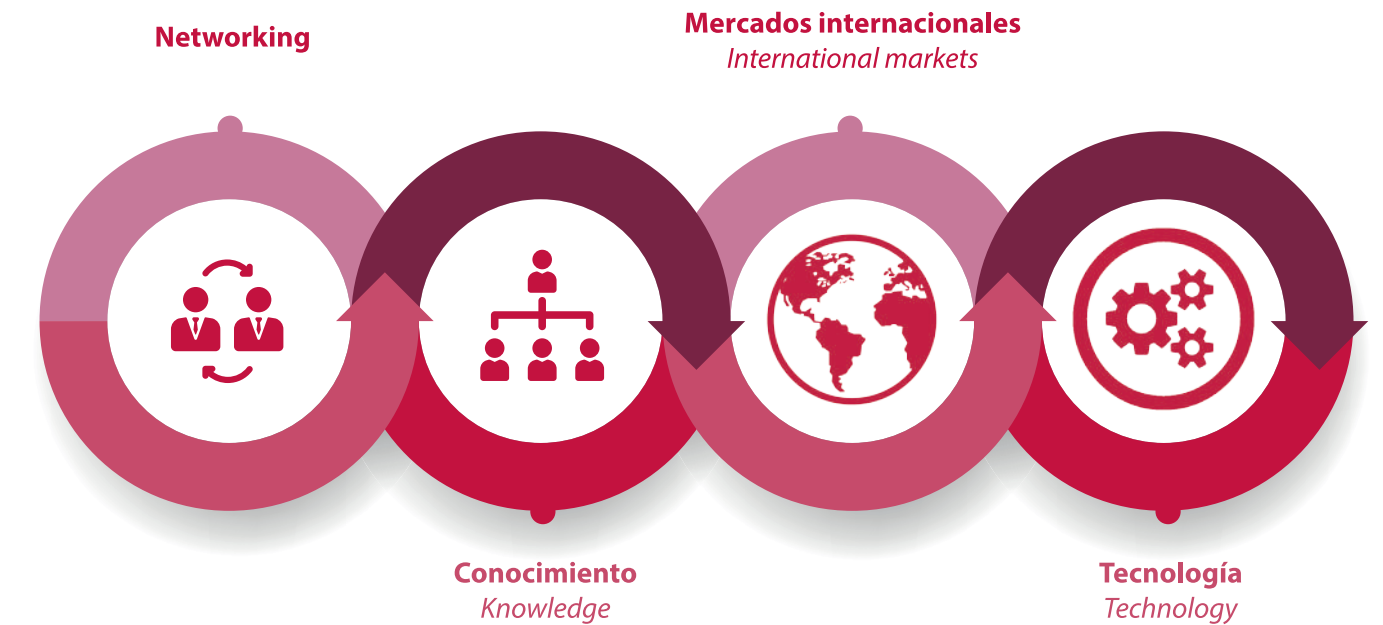 Networking
Mercados internacionales
International markets
Conocimiento
Knowledge
Tecnología
Technology